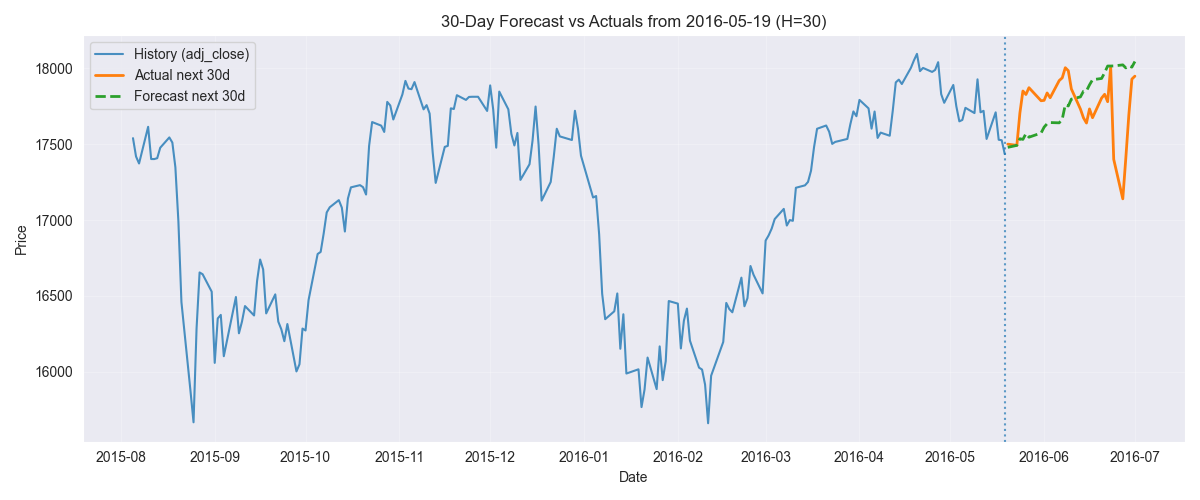 30-Day Forecast vs Actuals from 2016-05-19 (H=30)
History (adj_close)
Actual next 30d
Forecast next 30d
Price
18000
17500
17000
16500
16000
2015-08 2015-09 2015-10 2015-11 2015-12 2016-01 2016-02 2016-03 2016-04 2016-05 2016-06 2016-07
Date